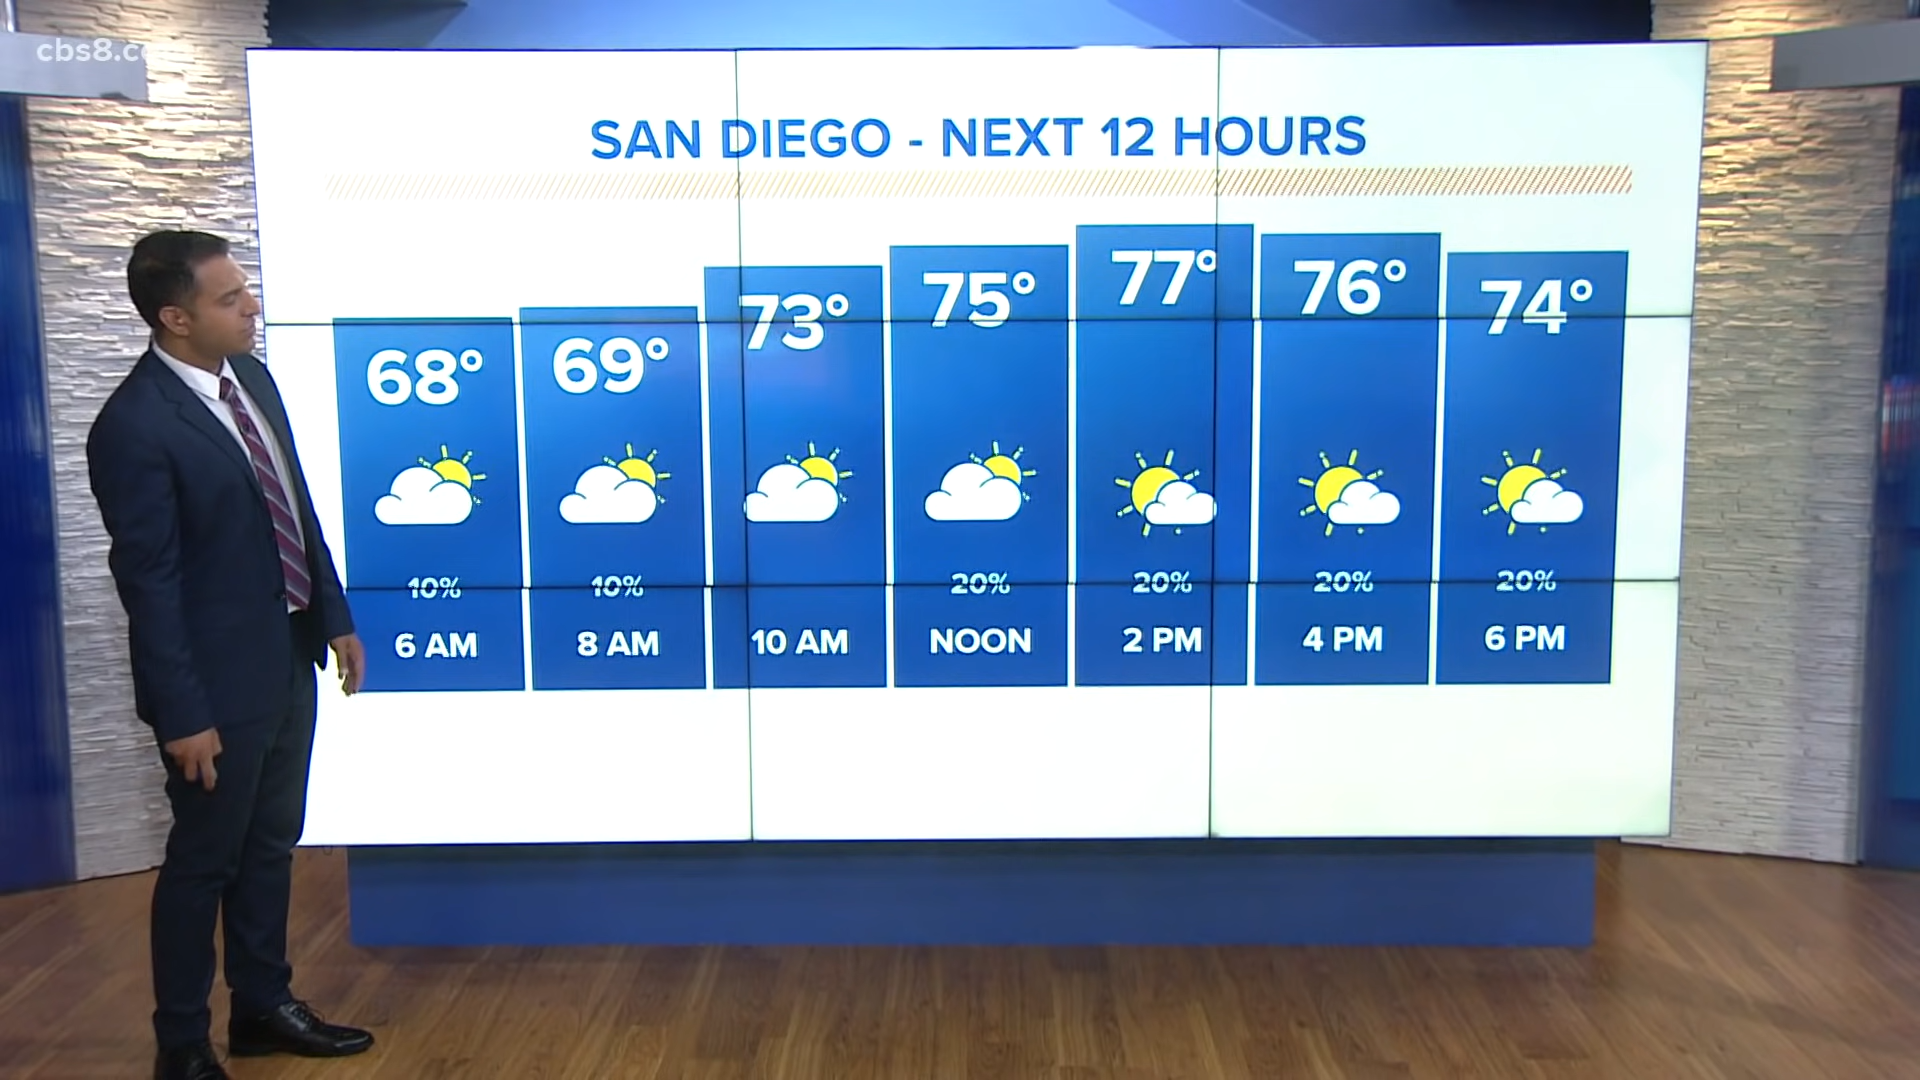 cbs8.co
SAN DIEGO - NEXT 12 HOURS
68° 69° 73° 75° 77° 76° 74°
10% 10% 20% 20% 20% 20%
6 AM 8 AM 10 AM NOON 2 PM 4 PM 6 PM